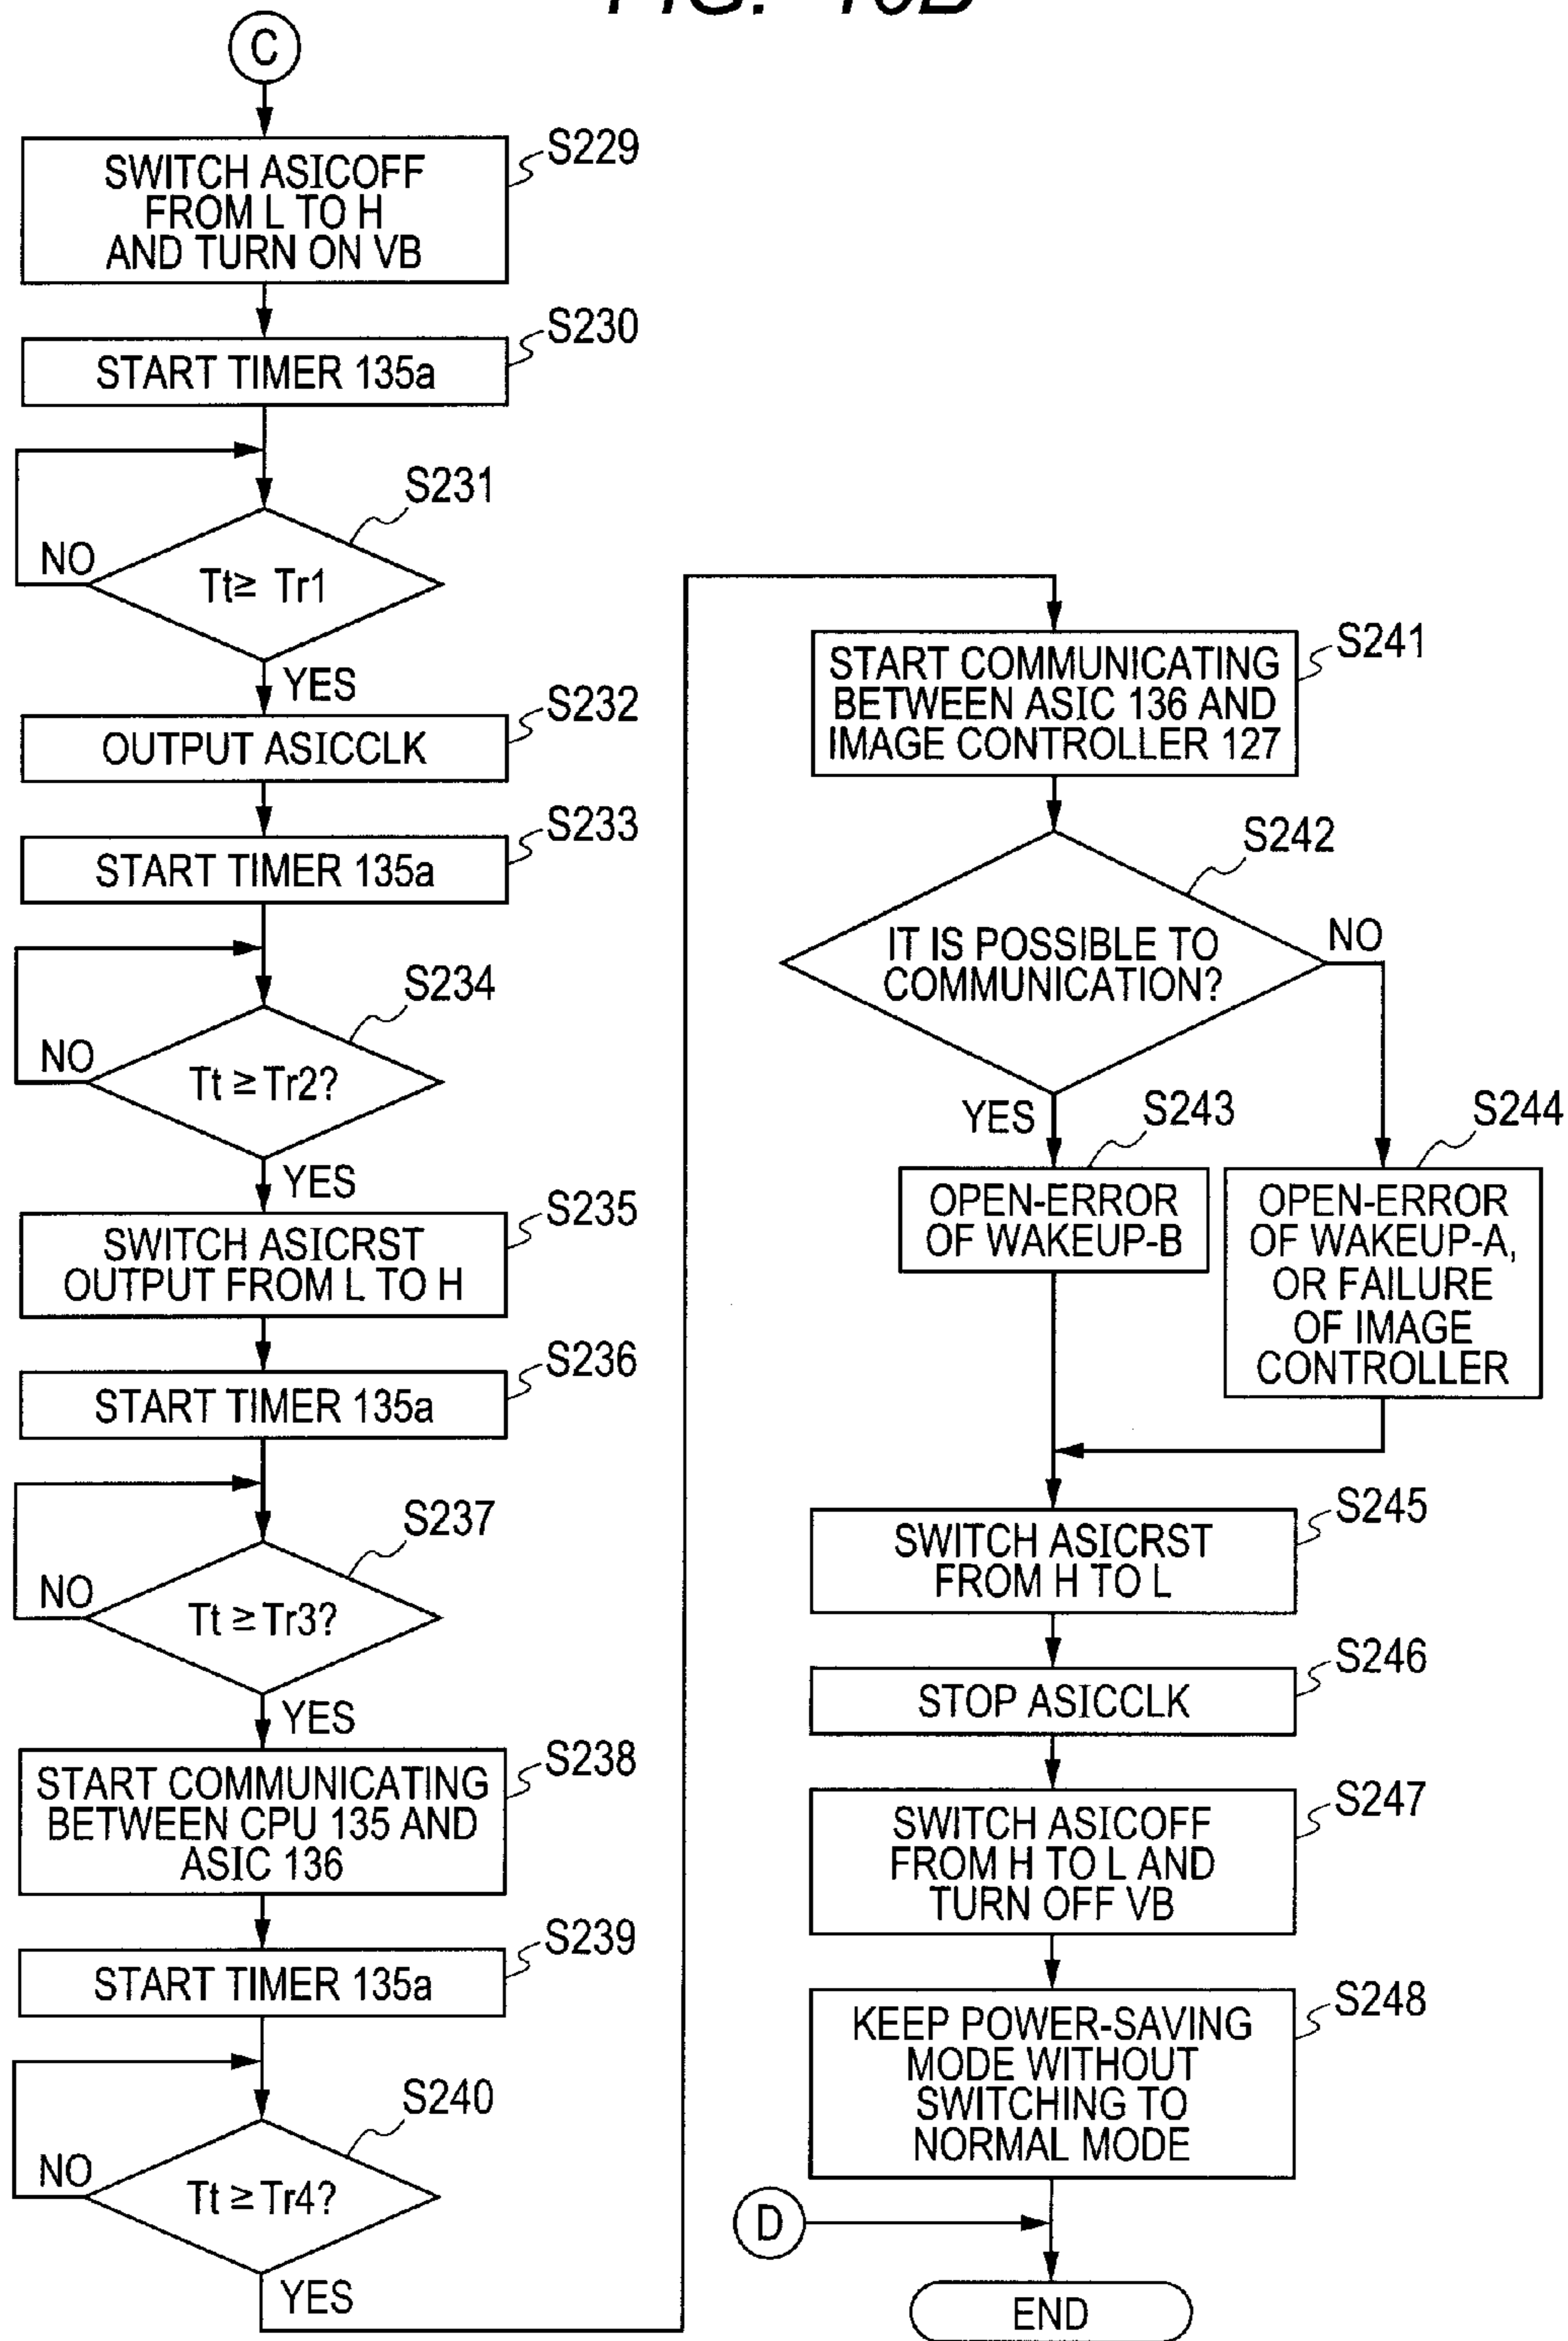 C
S229
SWITCH ASICOFF
FROM L TO H
AND TURN ON VB
S230
START TIMER 135a
S231
NO
Tt≥ Tr1
YES
S232
OUTPUT ASICCLK
S233
START TIMER 135a
S234
NO
Tt ≥ Tr2?
YES
S235
SWITCH ASICRST
OUTPUT FROM L TO H
S236
START TIMER 135a
S237
NO
Tt ≥ Tr3?
YES
S238
START COMMUNICATING
BETWEEN CPU 135 AND
ASIC 136
S239
START TIMER 135a
S240
NO
Tt ≥ Tr4?
YES
S241
START COMMUNICATING
BETWEEN ASIC 136 AND
IMAGE CONTROLLER 127
S242
IT IS POSSIBLE TO
COMMUNICATION?
NO
YES
S243
OPEN-ERROR
OF WAKEUP-B
S244
OPEN-ERROR
OF WAKEUP-A,
OR FAILURE
OF IMAGE
CONTROLLER
S245
SWITCH ASICRST
FROM H TO L
S246
STOP ASICCLK
S247
SWITCH ASICOFF
FROM H TO L AND
TURN OFF VB
S248
KEEP POWER-SAVING
MODE WITHOUT
SWITCHING TO
NORMAL MODE
D
END